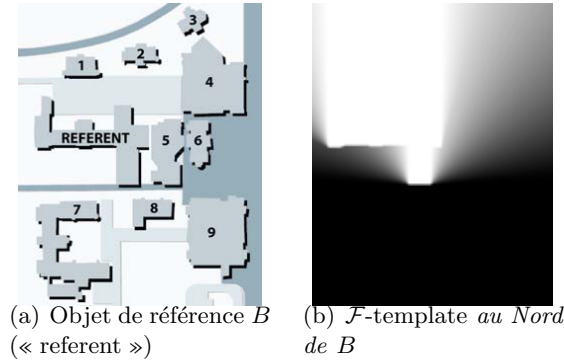 3
2
1
4
REFERENT
5
6
7
8
9
(a) Objet de référence B
(« referent »)
(b) F-template au Nord
de B